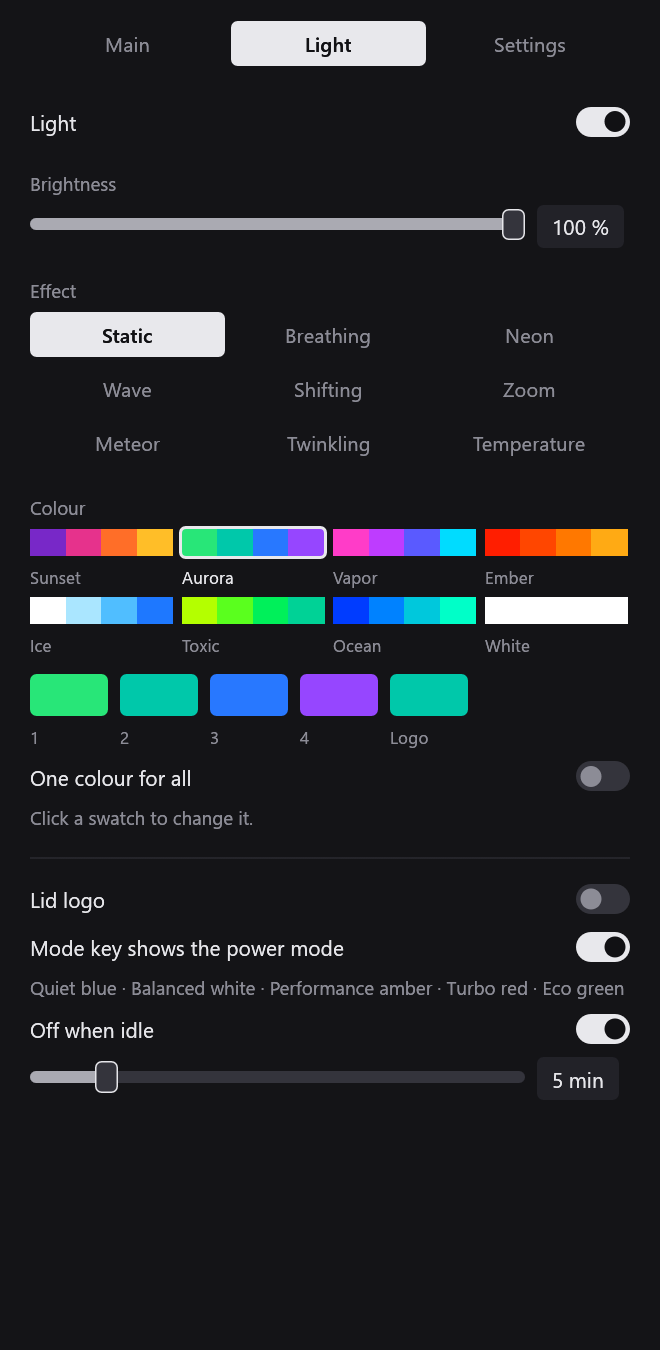 Main Light Settings
Light
Brightness
100 %
Effect
Static Breathing Neon
Wave Shifting Zoom
Meteor Twinkling Temperature
Colour
Sunset Aurora Vapor Ember
Ice Toxic Ocean White
1 2 3 4 Logo
One colour for all
Click a swatch to change it.
Lid logo
Mode key shows the power mode
Quiet blue · Balanced white · Performance amber · Turbo red · Eco green
Off when idle
5 min